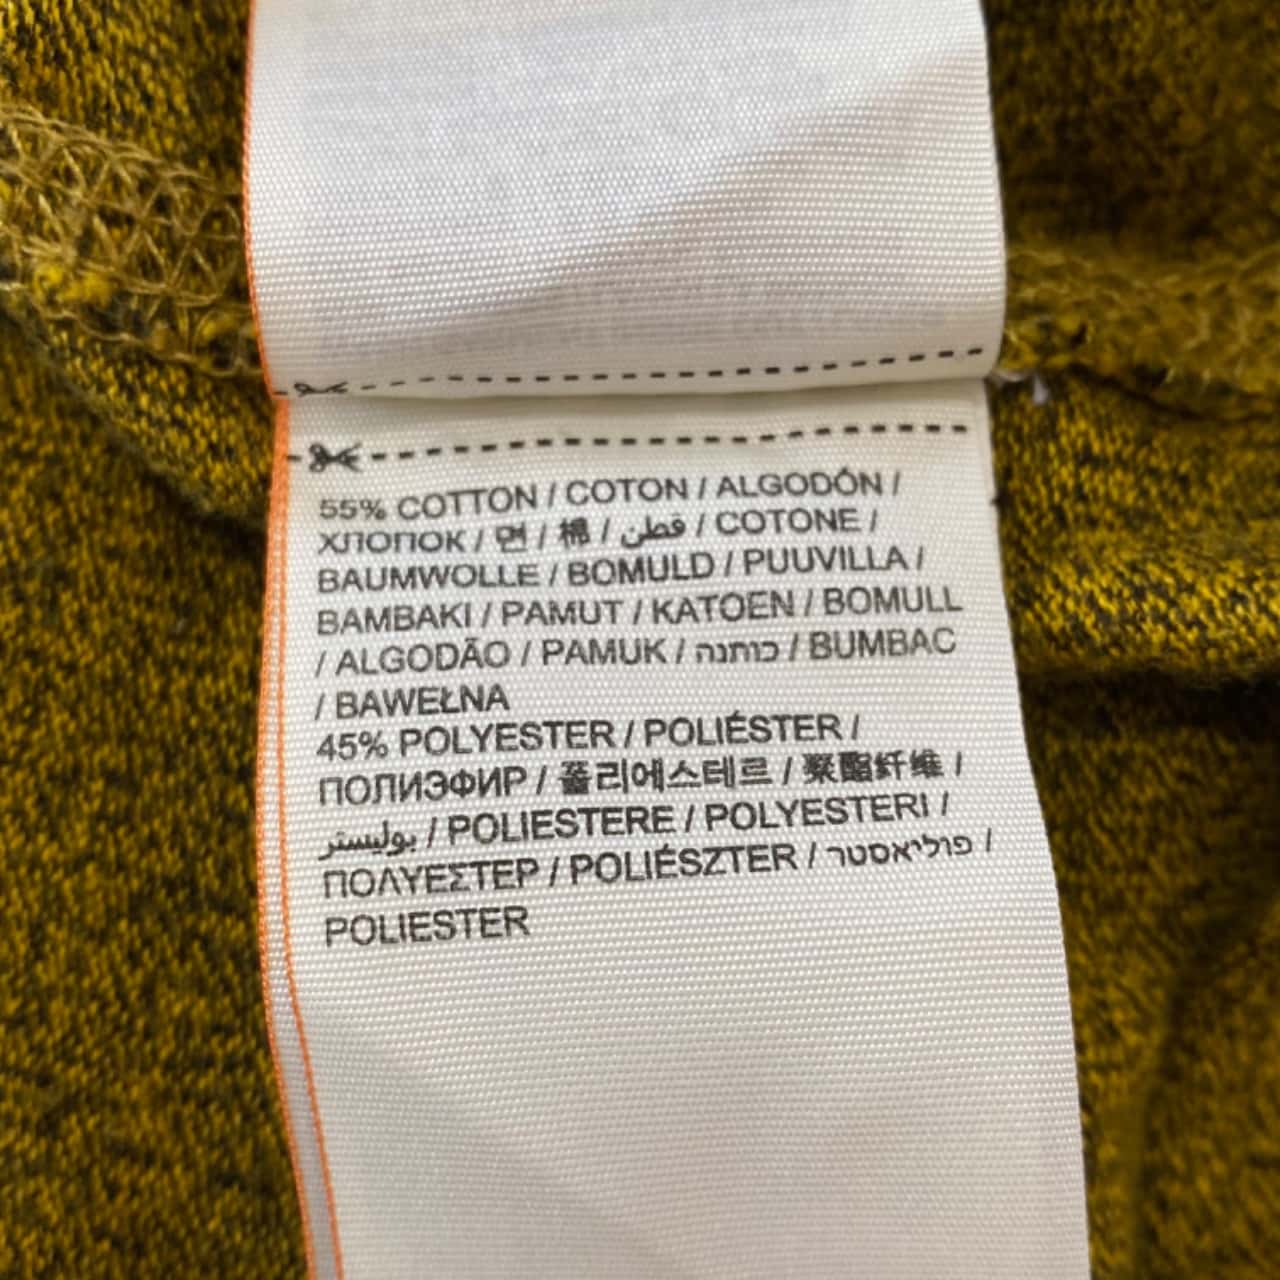 55% COTTON / COTON / ALGODÓN /
ХЛОПОК / 면 / 棉 / قطن / COTONE /
BAUMWOLLE / BOMULD / PUUVILLA /
BAMBAKI / PAMUT / KATOEN / BOMULL
/ ALGODÃO / PAMUK / כותנה / BUMBAC
/ BAWEŁNA
45% POLYESTER / POLIÉSTER /
ПОЛИЭФИР / 폴리에스테르 / 聚酯纤维 /
بوليستر / POLIESTERE / POLYESTERI /
ΠΟΛΥΕΣΤΕΡ / POLIÉSZTER / פוליאסטר /
POLIESTER